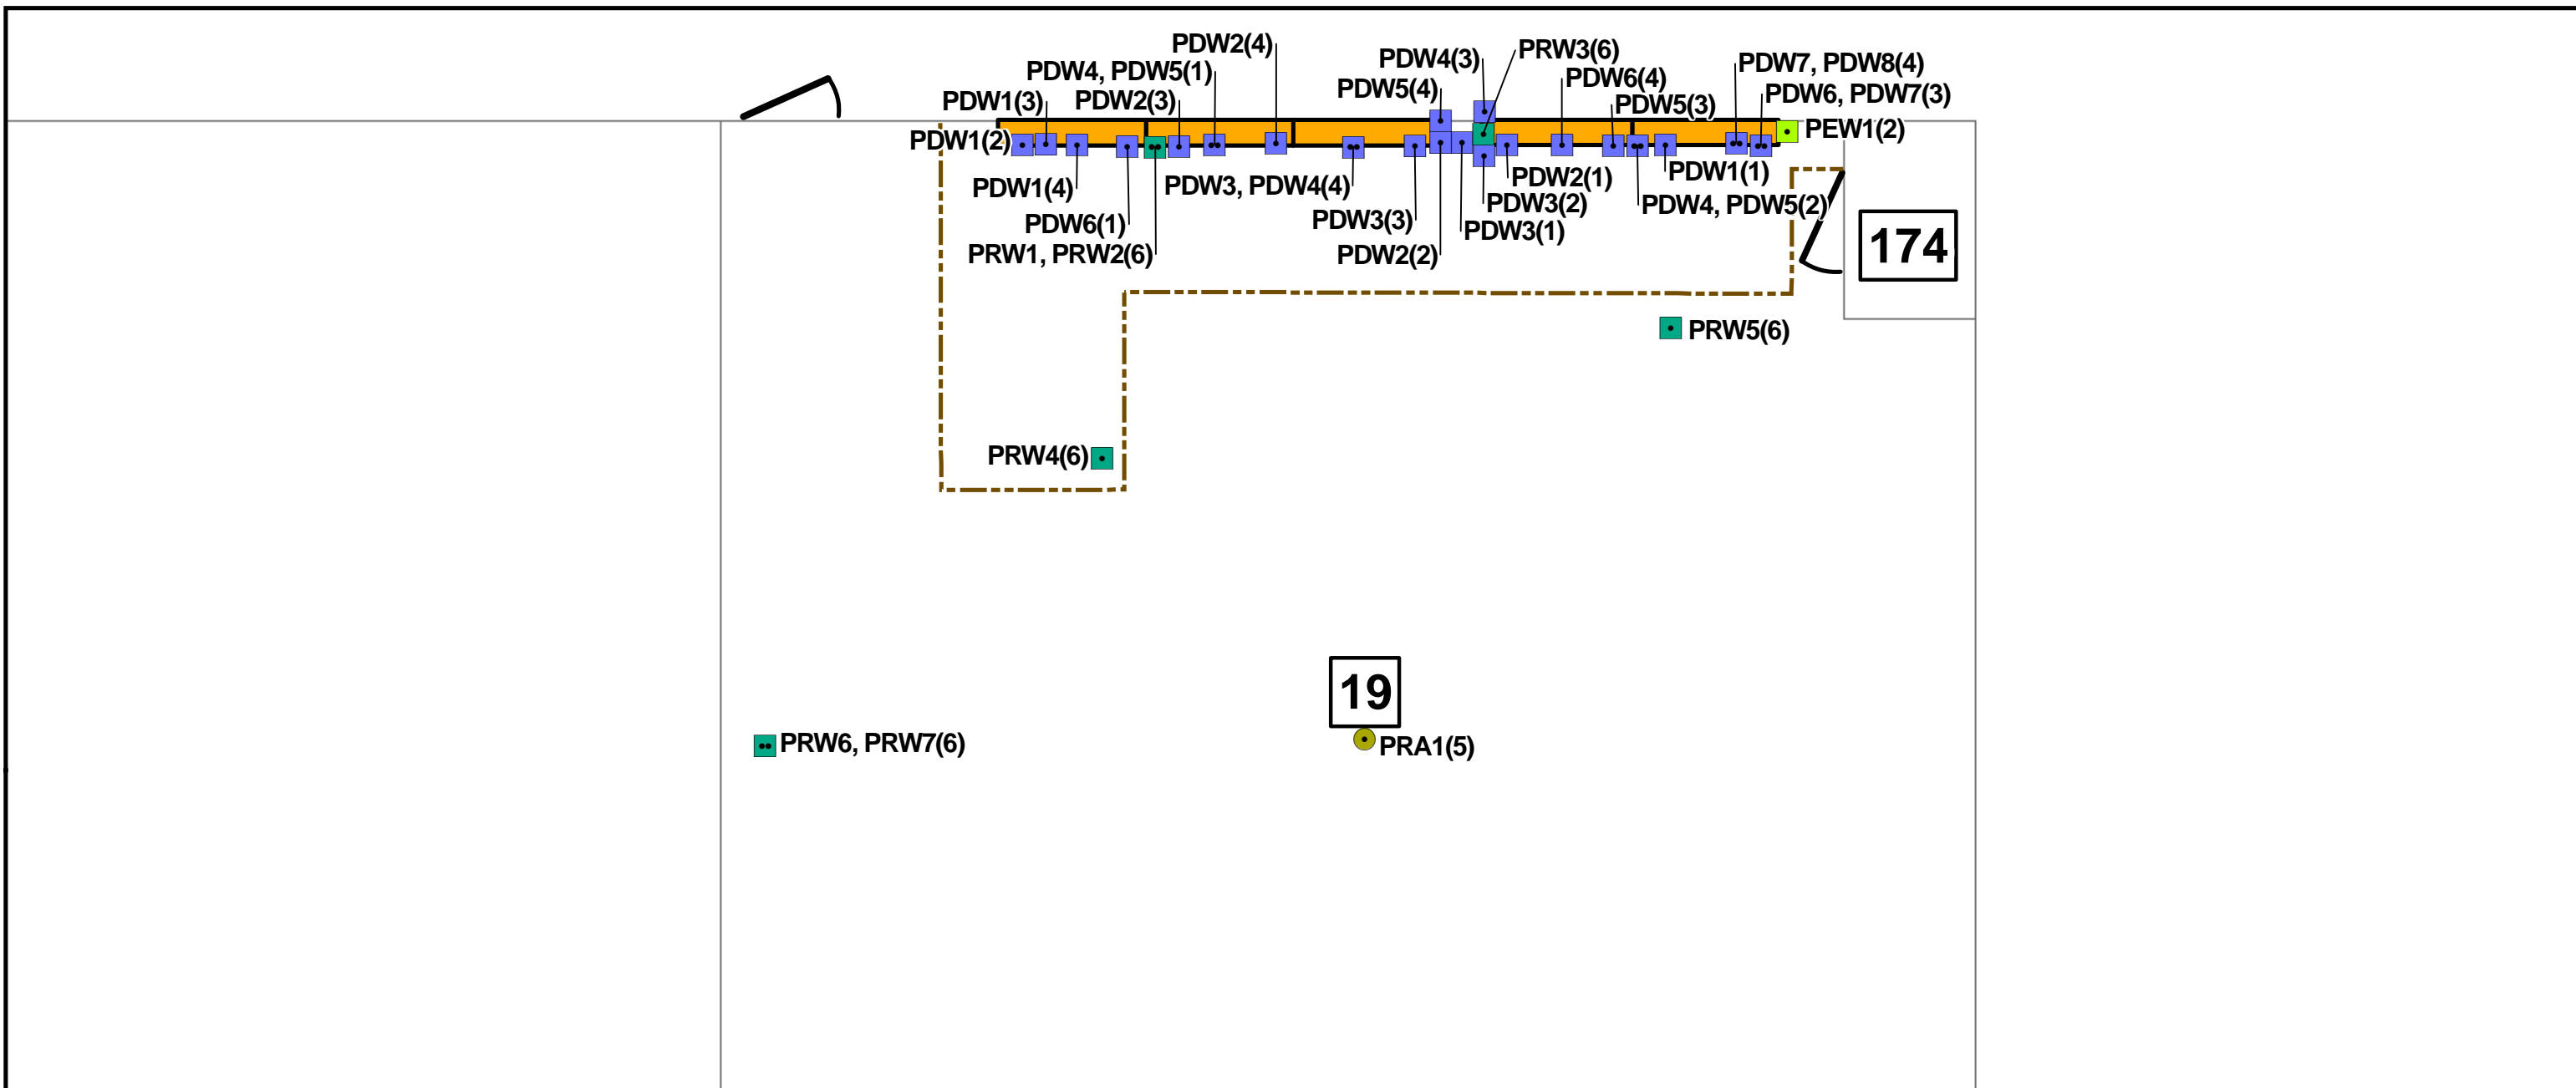 PDW2(4)
PDW4(3)
PRW3(6)
PDW4, PDW5(1)
PDW7, PDW8(4)
PDW6(4)
PDW5(4)
PDW1(3)
PDW2(3)
PDW5(3)
PDW6, PDW7(3)
PDW1(2)
PEW1(2)
PDW1(4)
PDW3, PDW4(4)
PDW2(1)
PDW1(1)
PDW3(2)
PDW4, PDW5(2)
PDW6(1)
PDW3(3)
PDW3(1)
PRW1, PRW2(6)
PDW2(2)
174
PRW5(6)
PRW4(6)
19
PRW6, PRW7(6)
PRA1(5)